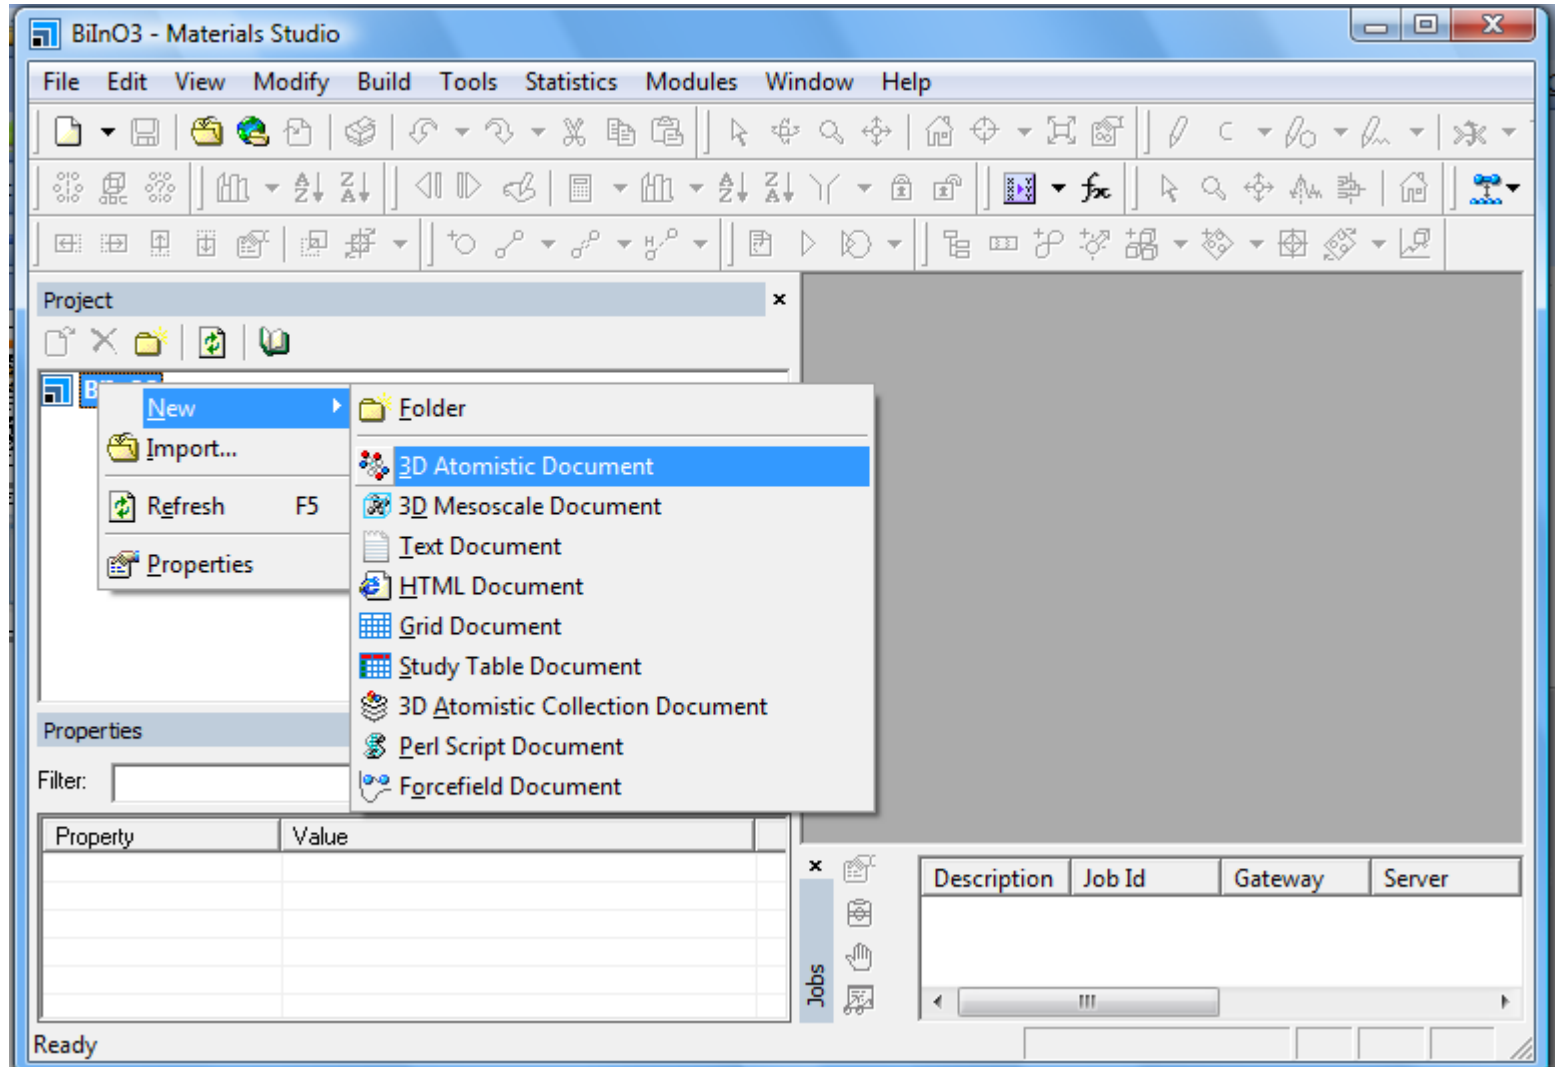 BiInO3 - Materials Studio
File Edit View Modify Build Tools Statistics Modules Window Help
Project
New
Import...
Refresh F5
Properties
Folder
3D Atomistic Document
3D Mesoscale Document
Text Document
HTML Document
Grid Document
Study Table Document
3D Atomistic Collection Document
Perl Script Document
Forcefield Document
Properties
Filter:
Property Value
Jobs
Description Job Id Gateway Server
Ready